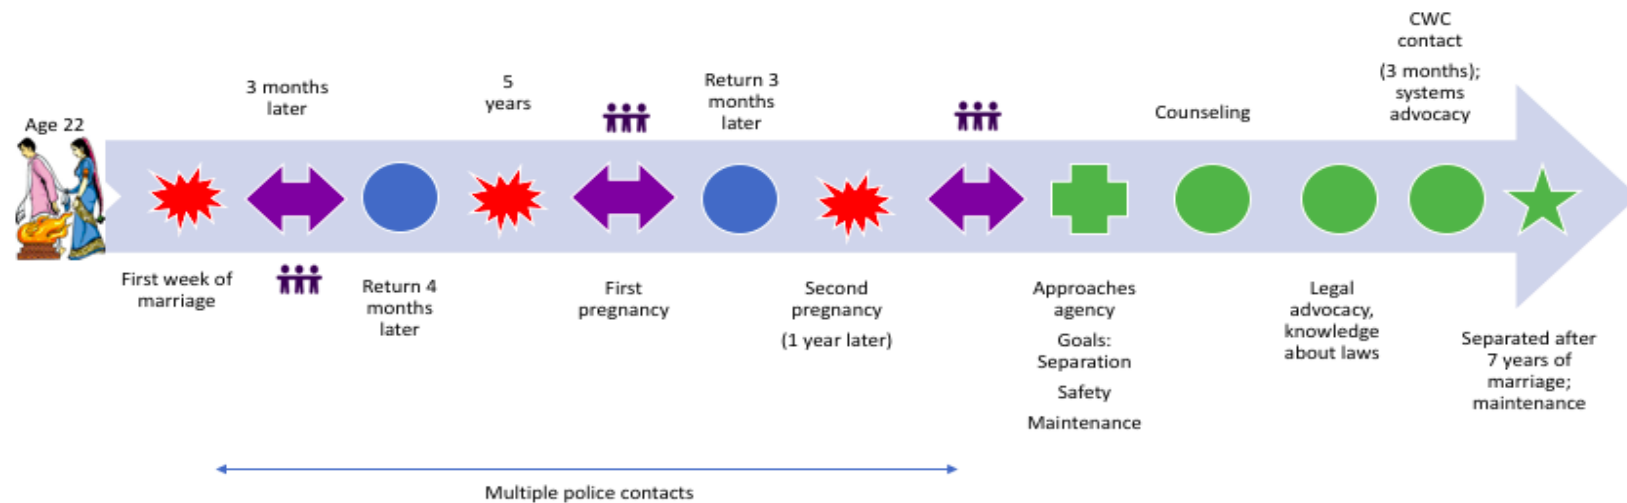 Age 22
First week of
marriage
3 months
later
Return 4
months
later
5
years
First
pregnancy
Return 3
months
later
Second
pregnancy
(1 year later)
Approaches
agency
Goals:
Separation
Safety
Maintenance
Counseling
Legal
advocacy,
knowledge
about laws
CWC
contact
(3 months);
systems
advocacy
Separated after
7 years of
marriage;
maintenance
Multiple police contacts